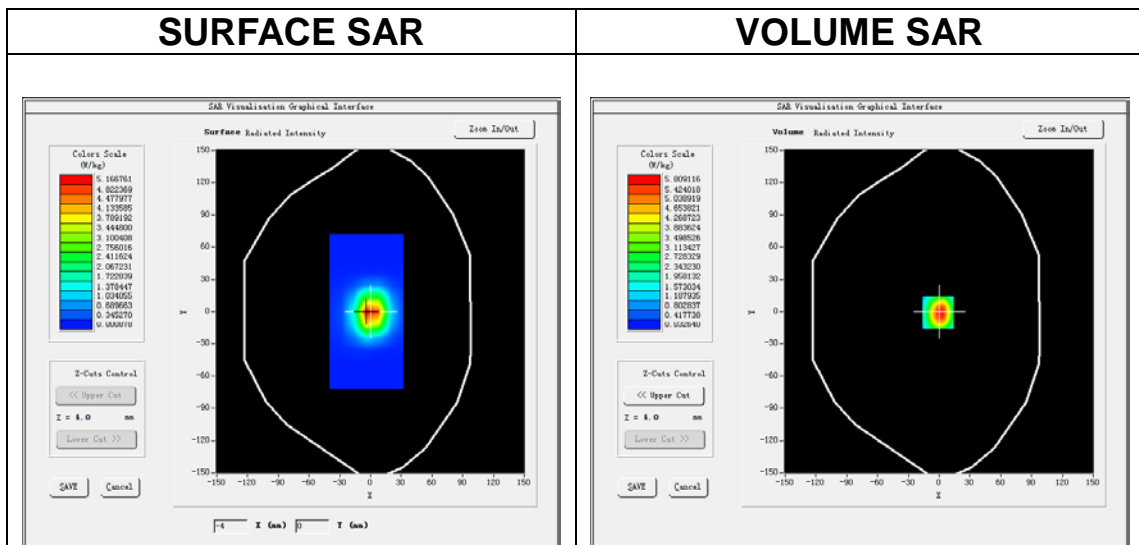 SURFACE SAR
VOLUME SAR
SAR Visualisation Graphical Interface
Surface Radiated Intensity
Zoom In/Out
Colors Scale
(W/kg)
5.166761
4.822369
4.477977
4.133585
3.789192
3.444800
3.100408
2.756016
2.411624
2.067231
1.722839
1.378447
1.034055
0.689663
0.345270
0.000878
150
120
90
60
30
0
-30
-60
-90
-120
-150
Y
-150 -120 -90 -60 -30 0 30 60 90 120 150
X
Z-Cuts Control
<< Upper Cut
Z = 4.0 mm
Lower Cut >>
SAVE Cancel
-4 X (mm) 0 Y (mm)
SAR Visualisation Graphical Interface
Volume Radiated Intensity
Zoom In/Out
Colors Scale
(W/kg)
5.809116
5.424018
5.038919
4.653821
4.268723
3.883624
3.498526
3.113427
2.728329
2.343230
1.958132
1.573034
1.187935
0.802837
0.417738
0.032640
150
120
90
60
30
0
-30
-60
-90
-120
-150
Y
-150 -120 -90 -60 -30 0 30 60 90 120 150
X
Z-Cuts Control
<< Upper Cut
Z = 4.0 mm
Lower Cut >>
SAVE Cancel